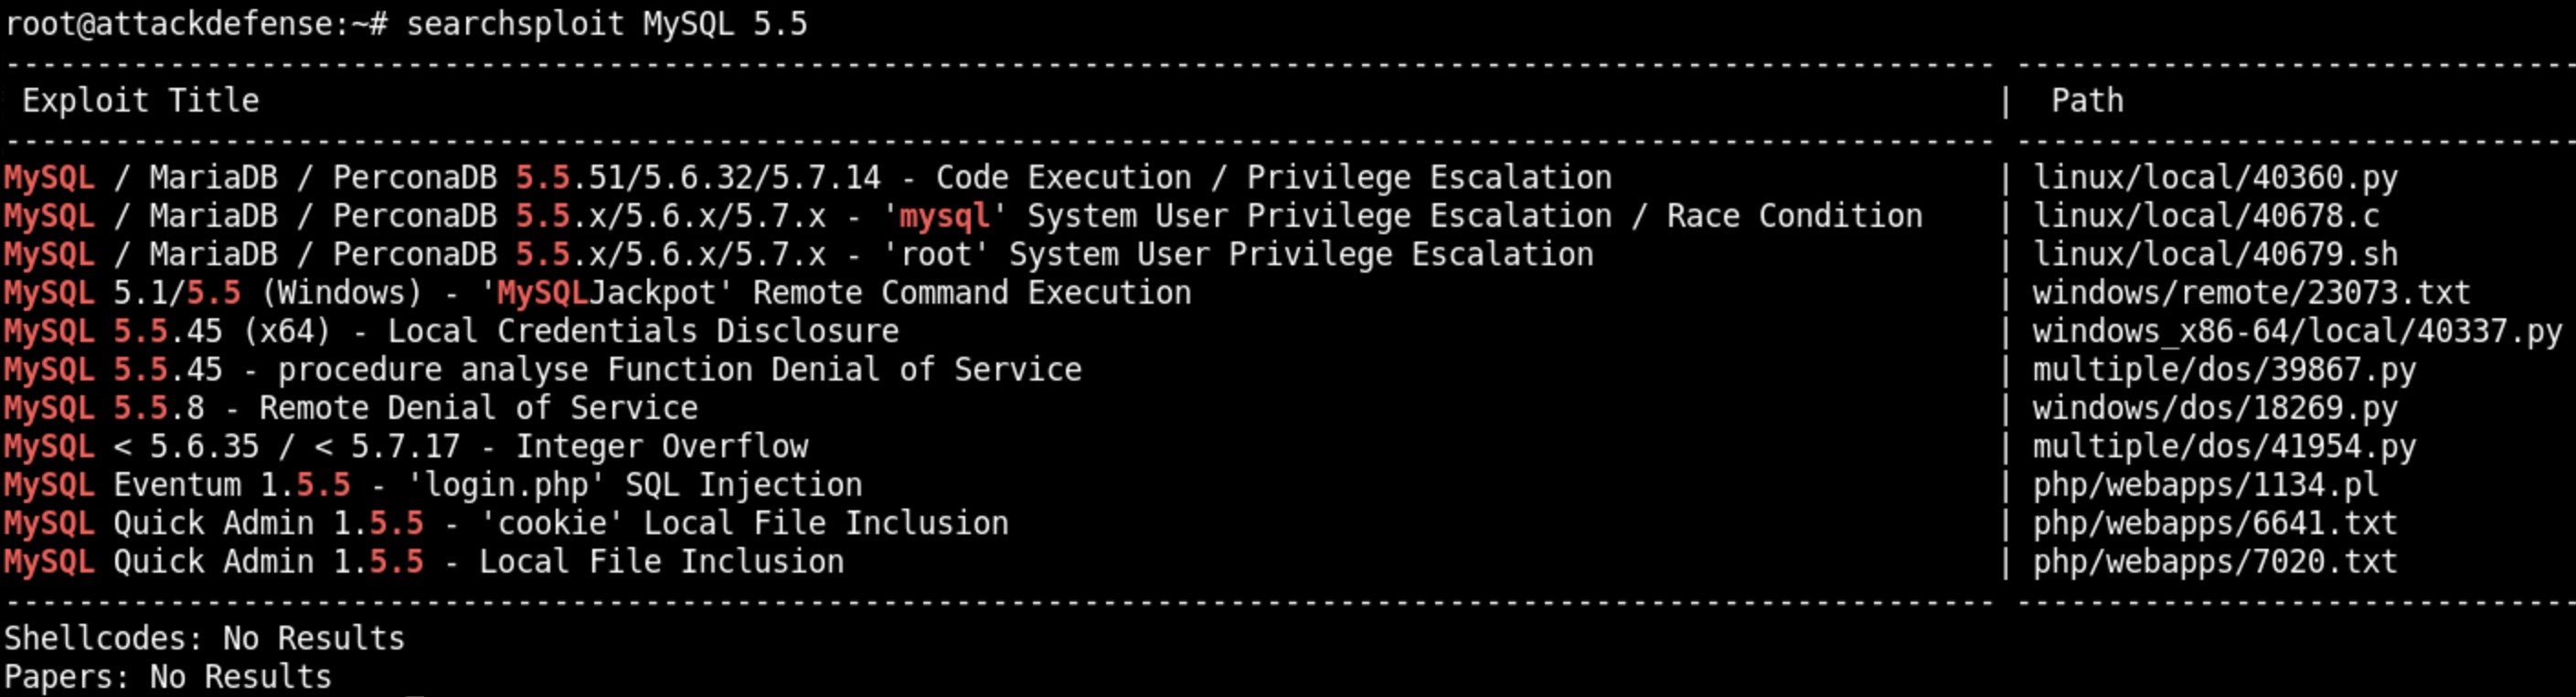 root@attackdefense:~# searchsploit MySQL 5.5
------------------------------------------------------------------------------------------------------------- ------------------------------
 Exploit Title                                                                                               |  Path
------------------------------------------------------------------------------------------------------------- ------------------------------
MySQL / MariaDB / PerconaDB 5.5.51/5.6.32/5.7.14 - Code Execution / Privilege Escalation                     | linux/local/40360.py
MySQL / MariaDB / PerconaDB 5.5.x/5.6.x/5.7.x - 'mysql' System User Privilege Escalation / Race Condition    | linux/local/40678.c
MySQL / MariaDB / PerconaDB 5.5.x/5.6.x/5.7.x - 'root' System User Privilege Escalation                      | linux/local/40679.sh
MySQL 5.1/5.5 (Windows) - 'MySQLJackpot' Remote Command Execution                                            | windows/remote/23073.txt
MySQL 5.5.45 (x64) - Local Credentials Disclosure                                                            | windows_x86-64/local/40337.py
MySQL 5.5.45 - procedure analyse Function Denial of Service                                                  | multiple/dos/39867.py
MySQL 5.5.8 - Remote Denial of Service                                                                       | windows/dos/18269.py
MySQL < 5.6.35 / < 5.7.17 - Integer Overflow                                                                 | multiple/dos/41954.py
MySQL Eventum 1.5.5 - 'login.php' SQL Injection                                                              | php/webapps/1134.pl
MySQL Quick Admin 1.5.5 - 'cookie' Local File Inclusion                                                      | php/webapps/6641.txt
MySQL Quick Admin 1.5.5 - Local File Inclusion                                                               | php/webapps/7020.txt
------------------------------------------------------------------------------------------------------------- ------------------------------
Shellcodes: No Results
Papers: No Results